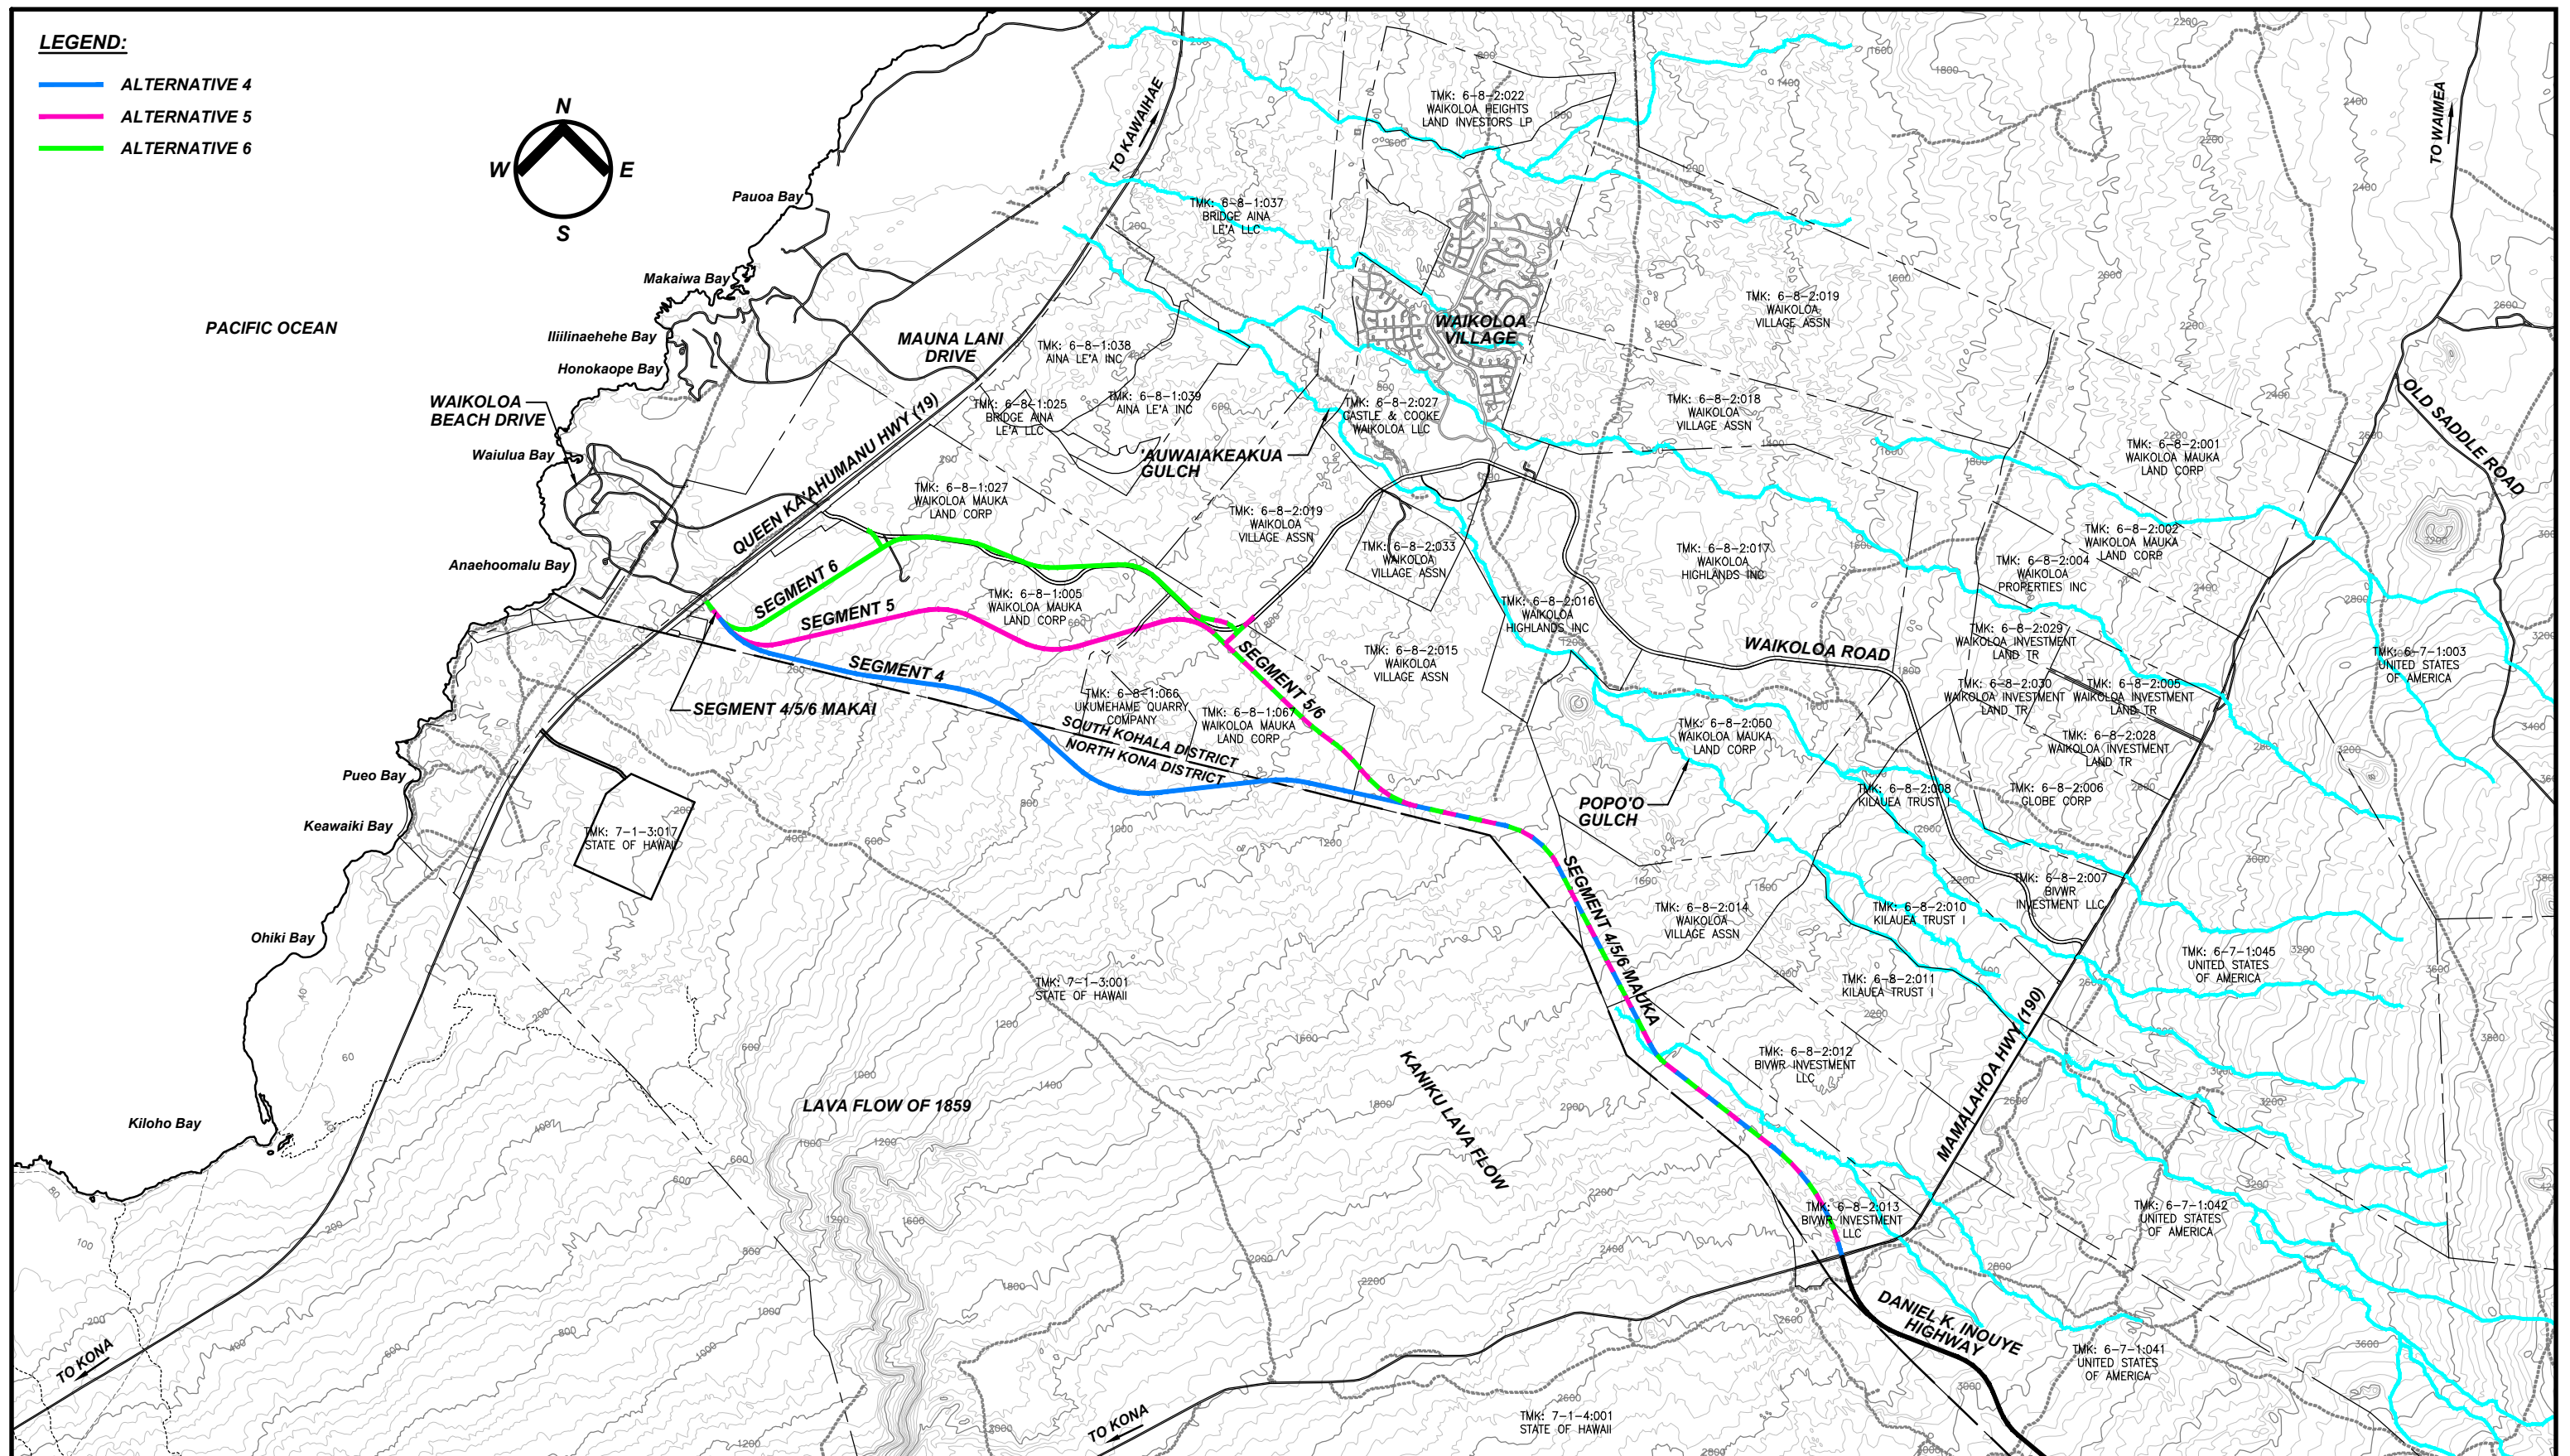 LEGEND:
ALTERNATIVE 4
ALTERNATIVE 5
ALTERNATIVE 6
N
W
E
S
PACIFIC OCEAN
Pauoa Bay
Makaiwa Bay
Iliilinaehehe Bay
Honokaope Bay
WAIKOLOA
BEACH DRIVE
Waiulua Bay
Anaehoomalu Bay
Pueo Bay
Keawaiki Bay
Ohiki Bay
Kiloho Bay
TO KAWAIHAE
TO WAIMEA
MAUNA LANI
DRIVE
QUEEN KA'AHUMANU HWY (19)
TMK: 6-8-2:022
WAIKOLOA HEIGHTS
LAND INVESTORS LP
TMK: 6-8-1:037
BRIDGE AINA
LE'A LLC
TMK: 6-8-1:038
AINA LE'A INC
TMK: 6-8-1:039
AINA LE'A INC
TMK: 6-8-1:025
BRIDGE AINA
LE'A LLC
WAIKOLOA
VILLAGE
TMK: 6-8-2:019
WAIKOLOA
VILLAGE ASSN
TMK: 6-8-2:027
CASTLE & COOKE
WAIKOLOA LLC
'AUWAIAKEAKUA
GULCH
TMK: 6-8-2:018
WAIKOLOA
VILLAGE ASSN
TMK: 6-8-2:001
WAIKOLOA MAUKA
LAND CORP
OLD SADDLE ROAD
TMK: 6-8-1:027
WAIKOLOA MAUKA
LAND CORP
TMK: 6-8-2:019
WAIKOLOA
VILLAGE ASSN
TMK: 6-8-2:033
WAIKOLOA
VILLAGE ASSN
TMK: 6-8-2:017
WAIKOLOA
HIGHLANDS INC
TMK: 6-8-2:002
WAIKOLOA MAUKA
LAND CORP
TMK: 6-8-2:004
WAIKOLOA
PROPERTIES INC
SEGMENT 6
SEGMENT 5
TMK: 6-8-1:005
WAIKOLOA MAUKA
LAND CORP
TMK: 6-8-2:016
WAIKOLOA
HIGHLANDS INC
WAIKOLOA ROAD
TMK: 6-8-2:029
WAIKOLOA INVESTMENT
LAND TR
TMK: 6-7-1:003
UNITED STATES
OF AMERICA
SEGMENT 4
SEGMENT 5/6
TMK: 6-8-2:015
WAIKOLOA
VILLAGE ASSN
TMK: 6-8-2:030
WAIKOLOA INVESTMENT
LAND TR
TMK: 6-8-2:005
WAIKOLOA INVESTMENT
LAND TR
SEGMENT 4/5/6 MAKAI
TMK: 6-8-1:066
UKUMEHAME QUARRY
COMPANY
TMK: 6-8-1:067
WAIKOLOA MAUKA
LAND CORP
SOUTH KOHALA DISTRICT
NORTH KONA DISTRICT
TMK: 6-8-2:050
WAIKOLOA MAUKA
LAND CORP
TMK: 6-8-2:028
WAIKOLOA INVESTMENT
LAND TR
POPO'O
GULCH
TMK: 6-8-2:008
KILAUEA TRUST I
TMK: 6-8-2:006
GLOBE CORP
TMK: 7-1-3:017
STATE OF HAWAII
SEGMENT 4/5/6 MAUKA
TMK: 6-8-2:014
WAIKOLOA
VILLAGE ASSN
TMK: 6-8-2:010
KILAUEA TRUST I
TMK: 6-8-2:007
BIVWR
INVESTMENT LLC
TMK: 6-7-1:045
UNITED STATES
OF AMERICA
TMK: 7-1-3:001
STATE OF HAWAII
TMK: 6-8-2:011
KILAUEA TRUST I
MAMALAHOA HWY (190)
TMK: 6-8-2:012
BIVWR INVESTMENT
LLC
KANIKU LAVA FLOW
LAVA FLOW OF 1859
TMK: 6-8-2:013
BIVWR INVESTMENT
LLC
TMK: 6-7-1:042
UNITED STATES
OF AMERICA
DANIEL K. INOUYE
HIGHWAY
TMK: 6-7-1:041
UNITED STATES
OF AMERICA
TO KONA
TO KONA
TMK: 7-1-4:001
STATE OF HAWAII